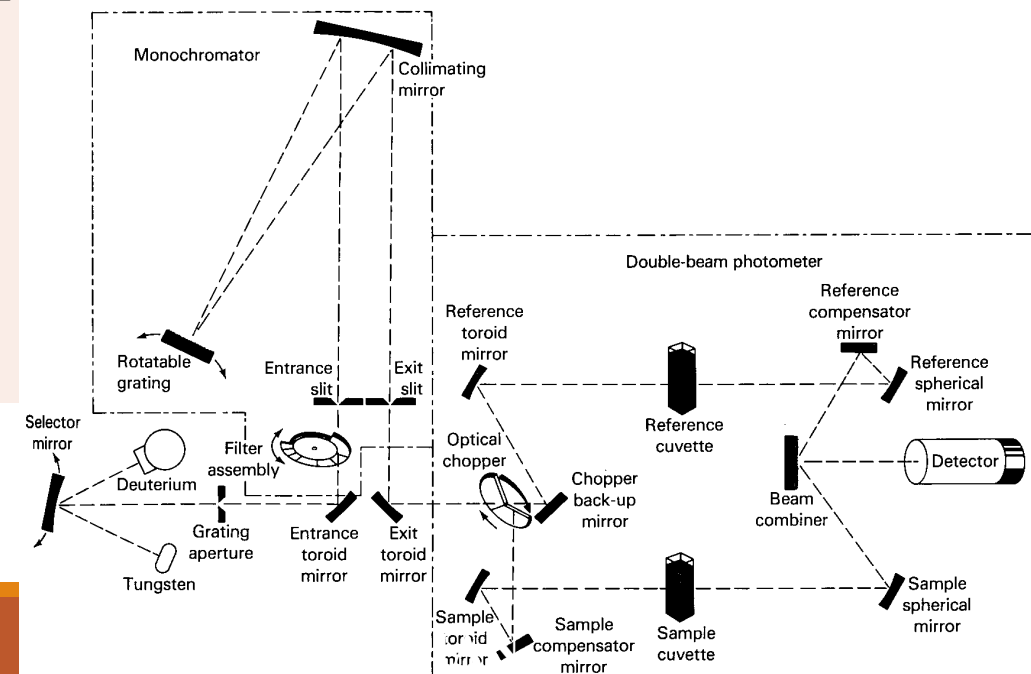 Monochromator
Collimating
mirror
Double-beam photometer
Reference
compensator
mirror
Reference
toroid
mirror
Rotatable
grating
Entrance
slit
Exit
slit
Reference
spherical
mirror
Reference
cuvette
Selector
mirror
Deuterium
Filter
assembly
Optical
chopper
Chopper
back-up
mirror
Beam
combiner
Detector
Grating
aperture
Entrance
toroid
mirror
Exit
toroid
mirror
Tungsten
Sample
toroid
mirror
Sample
compensator
mirror
Sample
cuvette
Sample
spherical
mirror